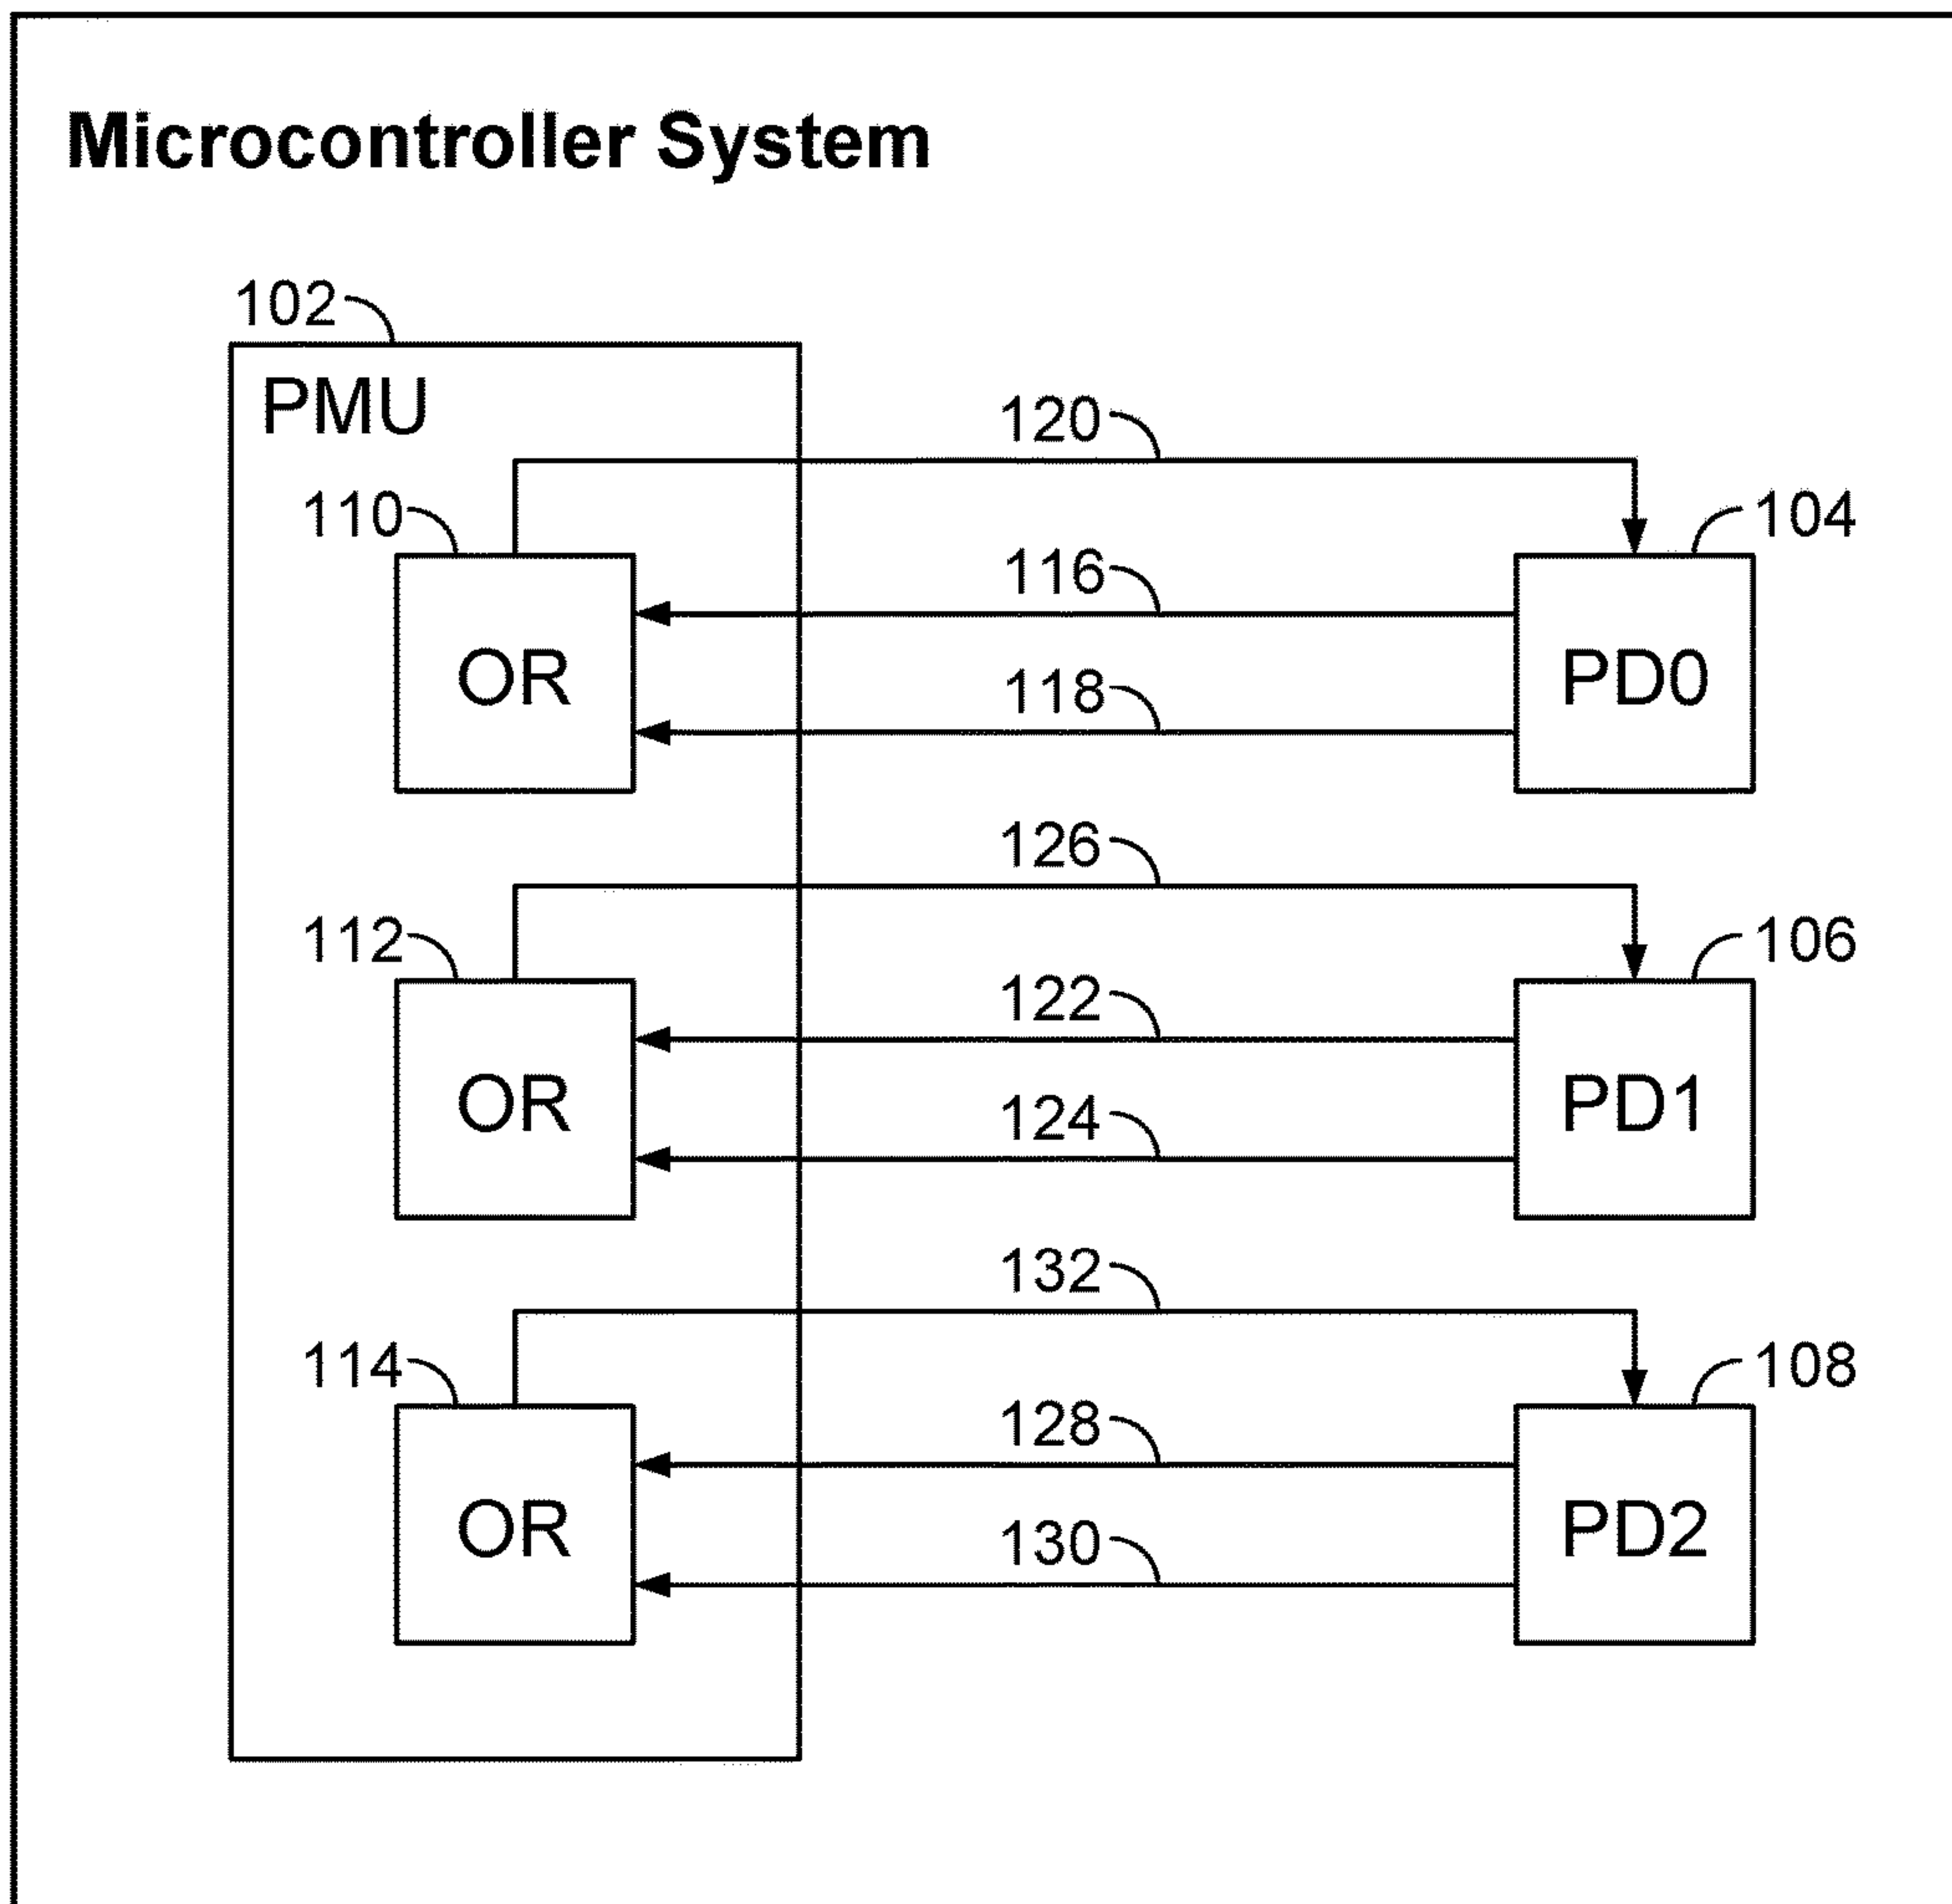 Microcontroller System
102
PMU
120
110
104
116
OR
PD0
118
126
112
106
122
OR
PD1
124
132
114
108
128
OR
PD2
130